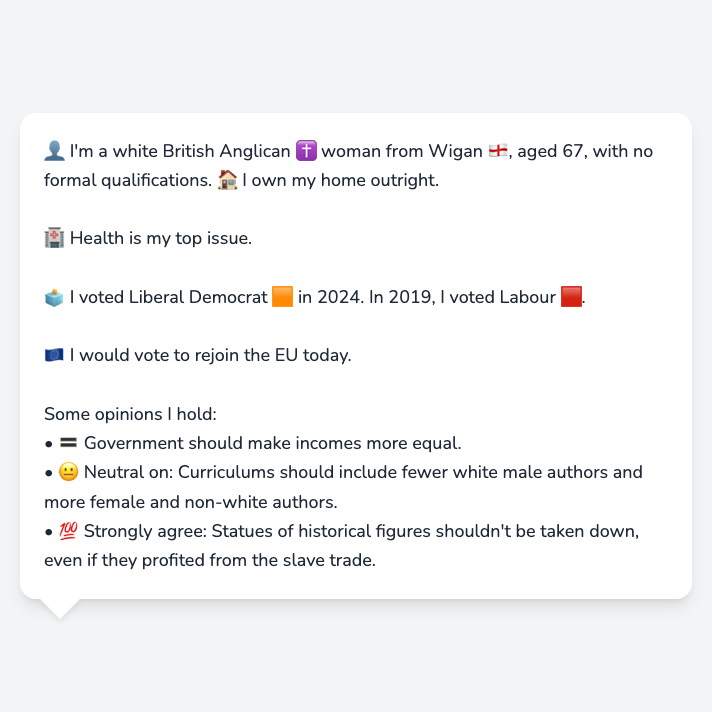 👤 I'm a white British Anglican ✝️ woman from Wigan 🏴󠁧󠁢󠁥󠁮󠁧󠁿, aged 67, with no
formal qualifications. 🏠 I own my home outright.
🏥 Health is my top issue.
🗳️ I voted Liberal Democrat 🟧 in 2024. In 2019, I voted Labour 🟥.
🇪🇺 I would vote to rejoin the EU today.
Some opinions I hold:
• 🟰 Government should make incomes more equal.
• 😐 Neutral on: Curriculums should include fewer white male authors and
more female and non-white authors.
• 💯 Strongly agree: Statues of historical figures shouldn't be taken down,
even if they profited from the slave trade.